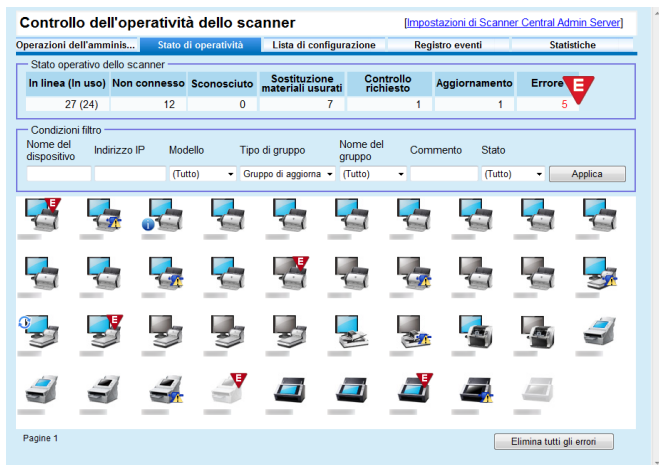 Controllo dell'operatività dello scanner
[Impostazioni di Scanner Central Admin Server]
Operazioni dell'amminis... Stato di operatività Lista di configurazione Registro eventi Statistiche
Stato operativo dello scanner
In linea (In uso) Non connesso Sconosciuto Sostituzione materiali usurati Controllo richiesto Aggiornamento Errore E
27 (24) 12 0 7 1 1 5
Condizioni filtro
Nome del dispositivo Indirizzo IP Modello Tipo di gruppo Nome del gruppo Commento Stato
(Tutto) Gruppo di aggiorna (Tutto) (Tutto) Applica
E
E
E
E
E
Pagine 1
Elimina tutti gli errori